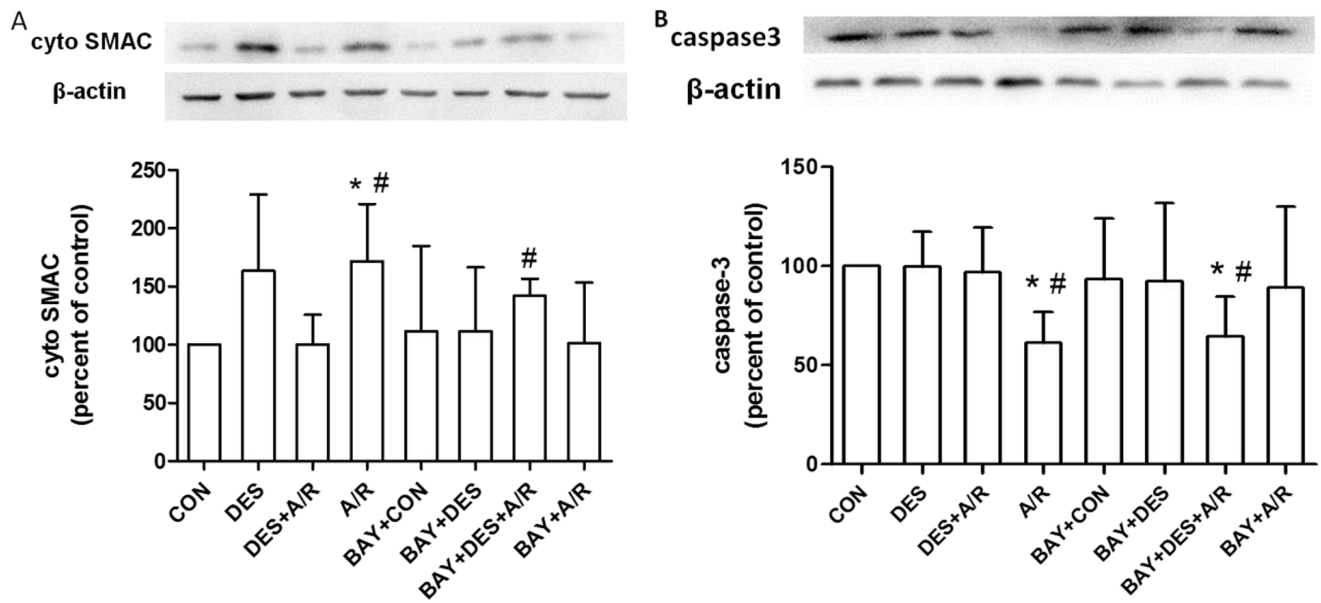 A
cyto SMAC
β-actin
250
200
150
100
50
0
cyto SMAC
(percent of control)
* #
#
CON
DES
DES+A/R
A/R
BAY+CON
BAY+DES
BAY+DES+A/R
BAY+A/R
B
caspase3
β-actin
150
100
50
0
caspase-3
(percent of control)
* #
* #
CON
DES
DES+A/R
A/R
BAY+CON
BAY+DES
BAY+DES+A/R
BAY+A/R